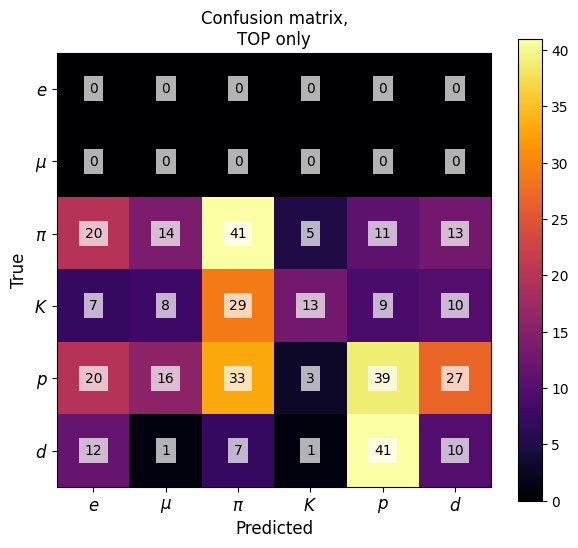 Confusion matrix,
TOP only
True
e 0 0 0 0 0 0
μ 0 0 0 0 0 0
π 20 14 41 5 11 13
K 7 8 29 13 9 10
p 20 16 33 3 39 27
d 12 1 7 1 41 10
e μ π K p d
Predicted
40
35
30
25
20
15
10
5
0